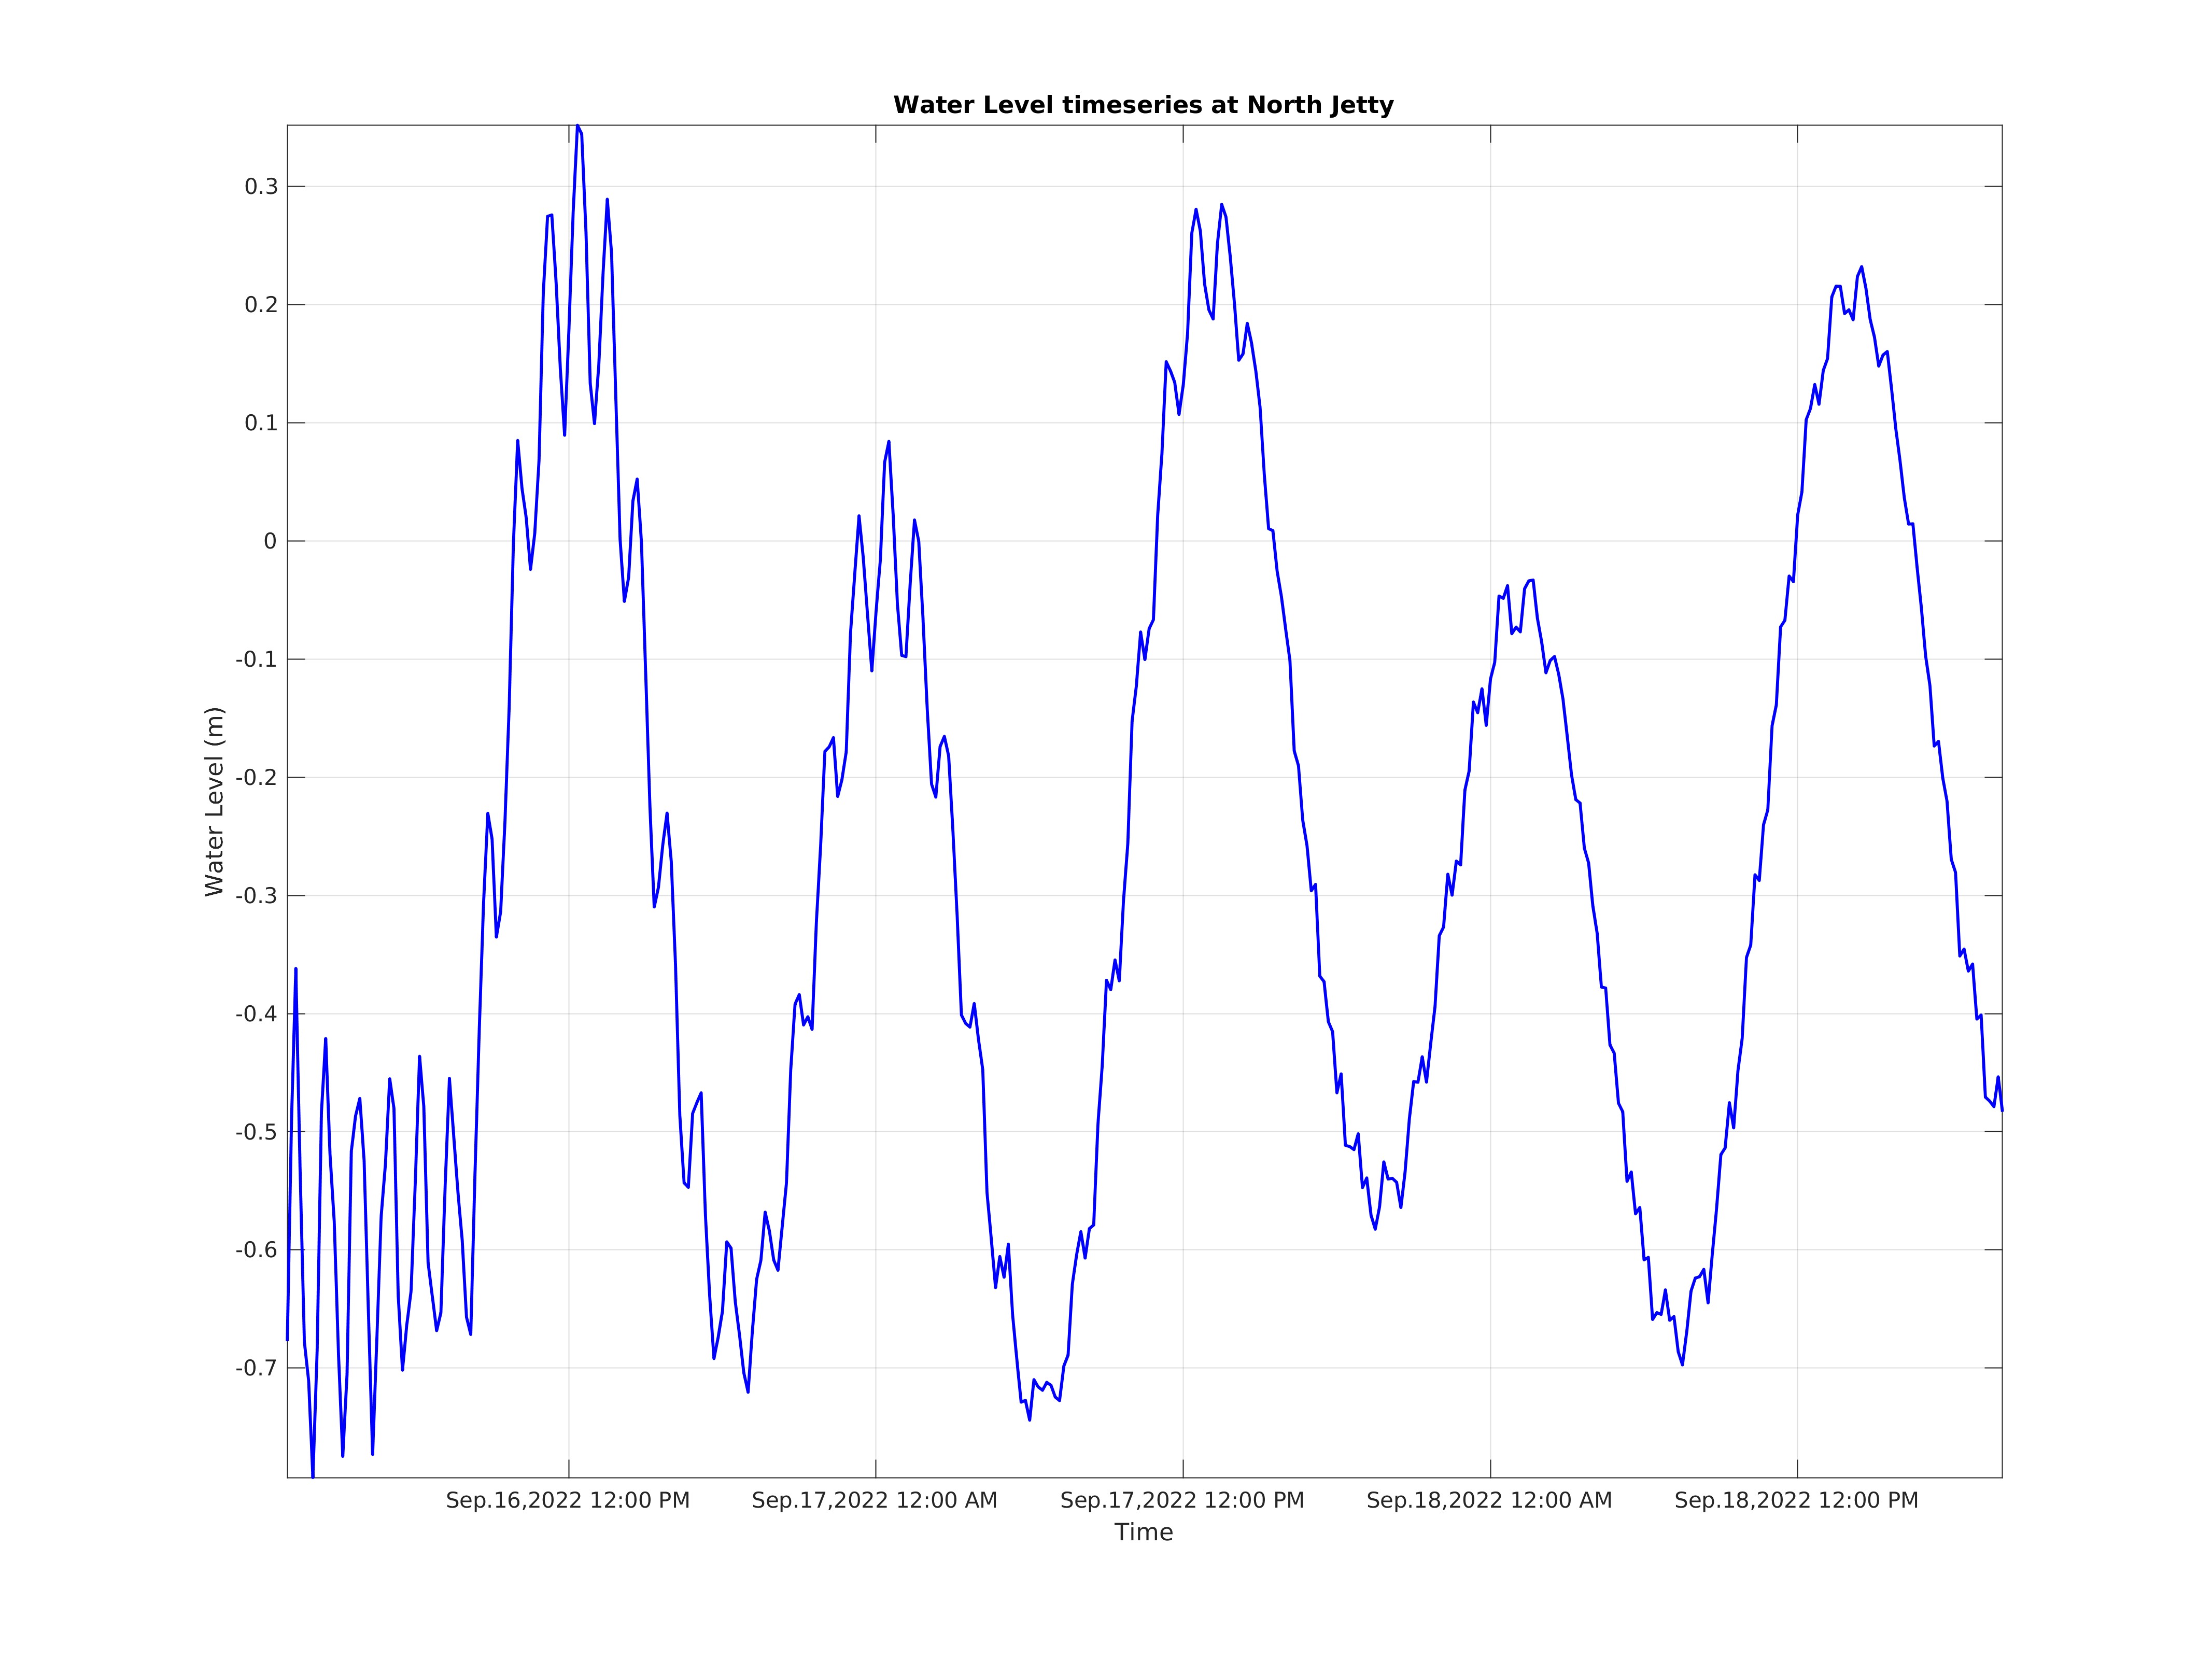 Water Level timeseries at North Jetty
0.3
0.2
0.1
0
-0.1
-0.2
-0.3
-0.4
-0.5
-0.6
-0.7
Water Level (m)
Sep.16,2022 12:00 PM
Sep.17,2022 12:00 AM
Sep.17,2022 12:00 PM
Sep.18,2022 12:00 AM
Sep.18,2022 12:00 PM
Time